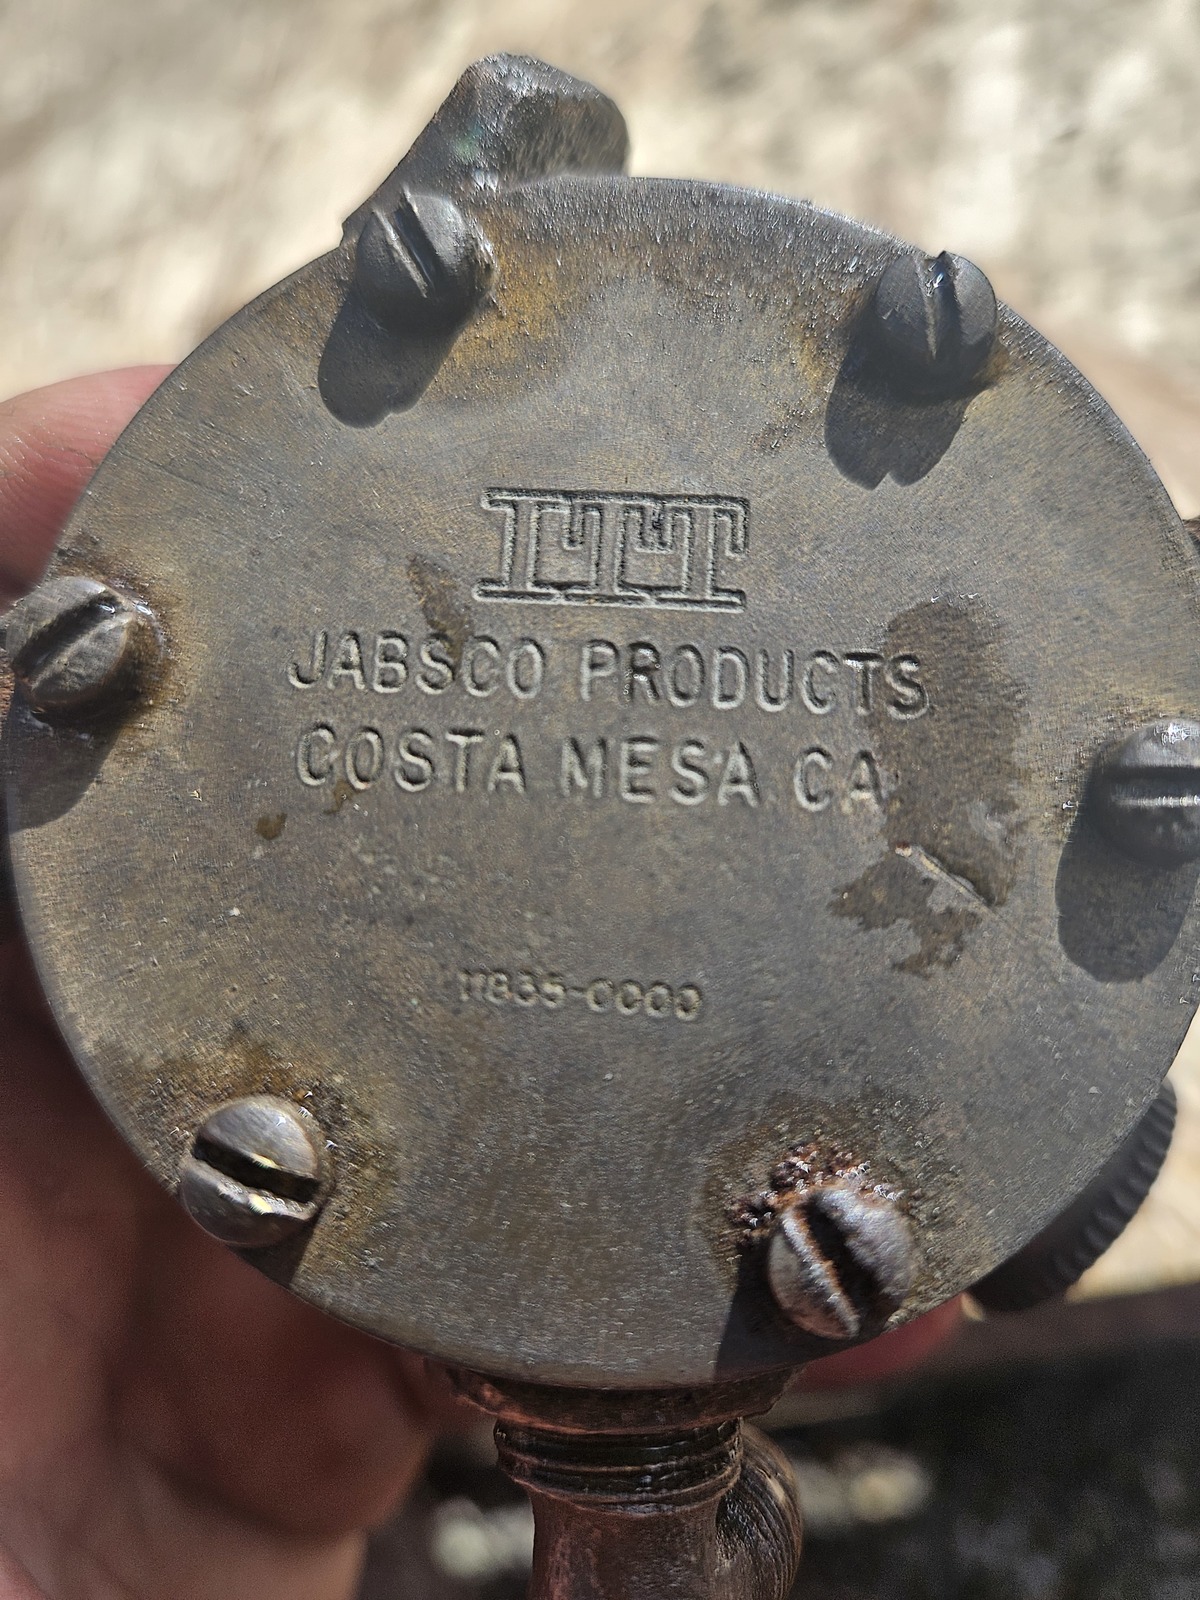 ITT
JABSCO PRODUCTS
COSTA MESA CA
11835-0000